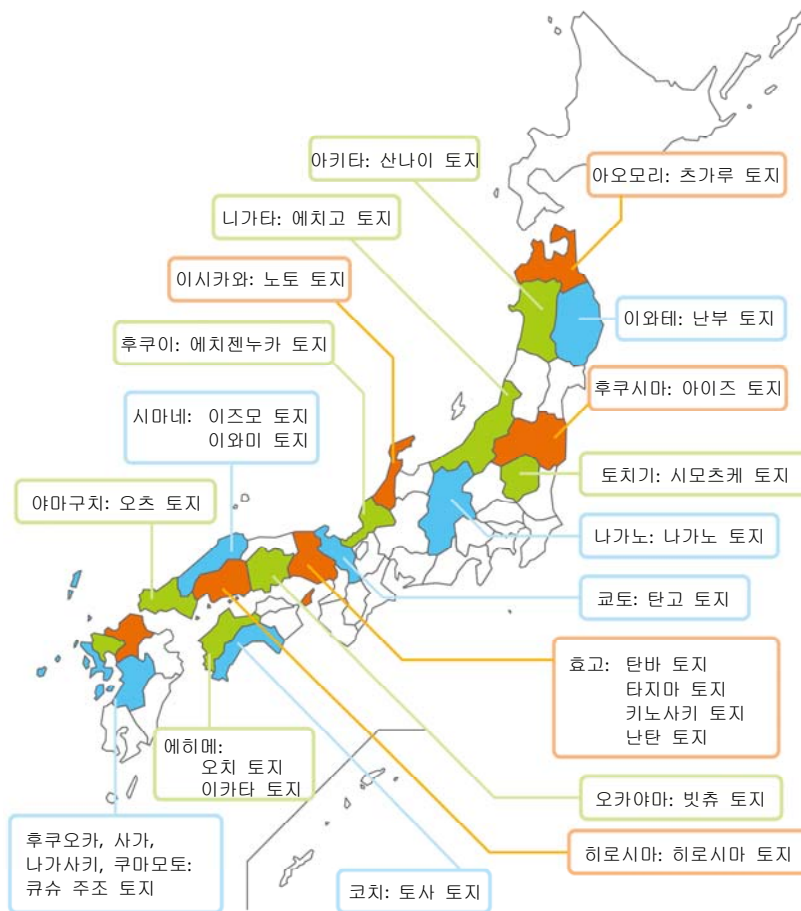 아키타: 산나이 토지
아오모리: 츠가루 토지
니가타: 에치고 토지
이시카와: 노토 토지
이와테: 난부 토지
후쿠이: 에치젠누카 토지
후쿠시마: 아이즈 토지
시마네: 이즈모 토지
이와미 토지
토치기: 시모츠케 토지
야마구치: 오츠 토지
나가노: 나가노 토지
쿄토: 탄고 토지
효고: 탄바 토지
타지마 토지
키노사키 토지
난탄 토지
에히메:
오치 토지
이카타 토지
오카야마: 빗츄 토지
후쿠오카, 사가,
나가사키, 쿠마모토:
큐슈 주조 토지
히로시마: 히로시마 토지
코치: 토사 토지